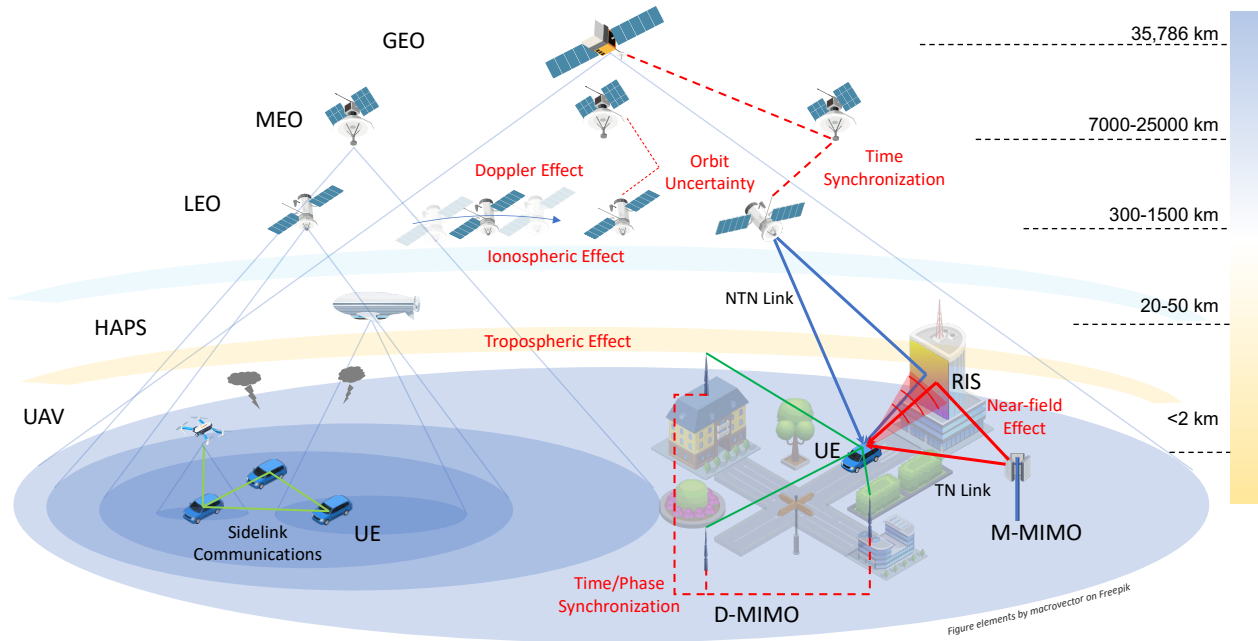 GEO
35,786 km
MEO
7000-25000 km
Doppler Effect
Orbit
Uncertainty
Time
Synchronization
LEO
300-1500 km
Ionospheric Effect
NTN Link
20-50 km
HAPS
Tropospheric Effect
RIS
Near-field
Effect
UAV
<2 km
UE
TN Link
Sidelink
Communications
UE
M-MIMO
Time/Phase
Synchronization
D-MIMO
Figure elements by macrovector on Freepik